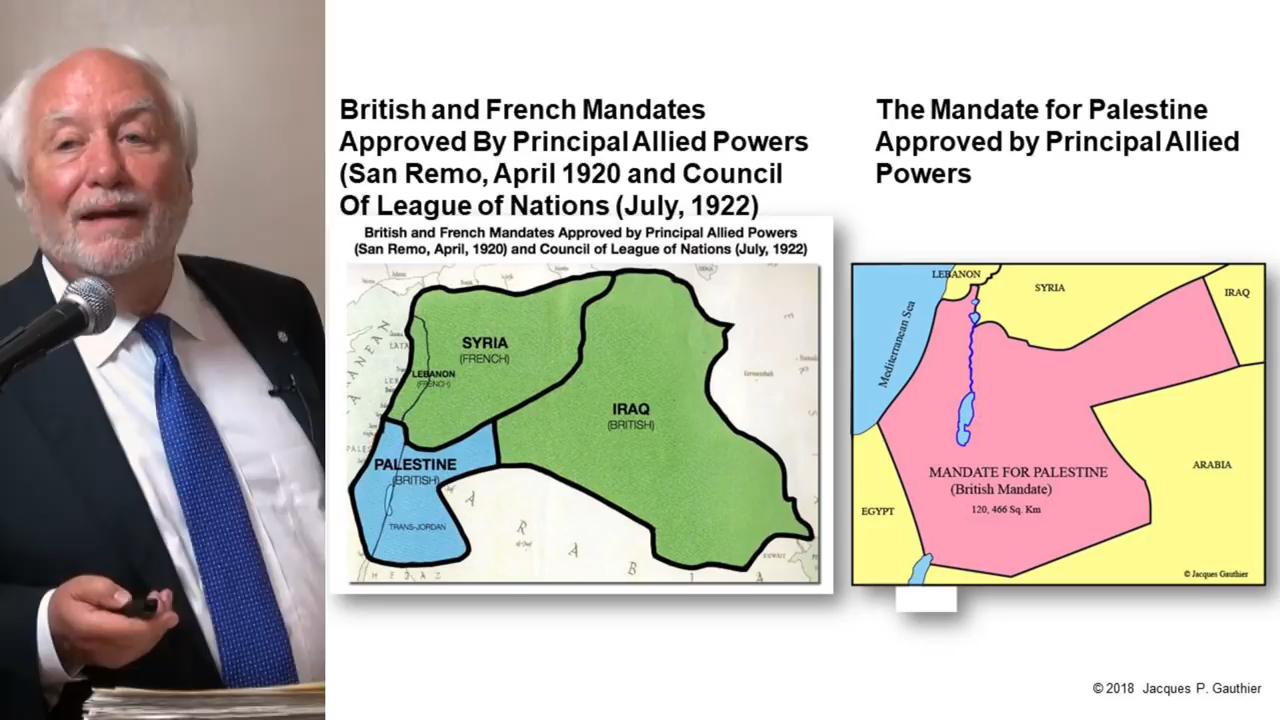 British and French Mandates
Approved By Principal Allied Powers
(San Remo, April 1920 and Council
Of League of Nations (July, 1922)
British and French Mandates Approved by Principal Allied Powers
(San Remo, April, 1920) and Council of League of Nations (July, 1922)
SYRIA
(FRENCH)
LEBANON
(FRENCH)
IRAQ
(BRITISH)
PALESTINE
(BRITISH)
TRANS-JORDAN
A R A B I A
HEDAZ
The Mandate for Palestine
Approved by Principal Allied
Powers
LEBANON
SYRIA
IRAQ
Mediterranean Sea
MANDATE FOR PALESTINE
(British Mandate)
120, 466 Sq. Km
ARABIA
EGYPT
© Jacques Gauthier
© 2018 Jacques P. Gauthier